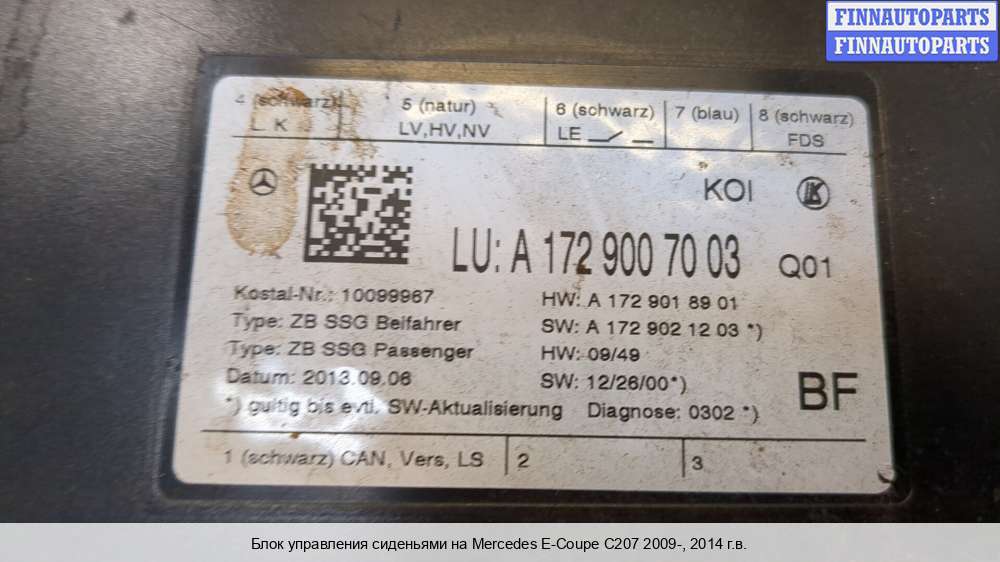 FINNAUTOPARTS
FINNAUTOPARTS
4 (schwarz) 5 (natur) 6 (schwarz) 7 (blau) 8 (schwarz)
L. K LV,HV,NV LE FDS
KOI
LU: A 172 900 70 03 Q01
Kostal-Nr.: 10099967 HW: A 172 901 89 01
Type: ZB SSG Beifahrer SW: A 172 902 12 03 *)
Type: ZB SSG Passenger HW: 09/49
Datum: 2013.09.06 SW: 12/26/00*)
BF
*) gültig bis evtl. SW-Aktualisierung Diagnose: 0302 *)
1 (schwarz) CAN, Vers, LS 2 3
Блок управления сиденьями на Mercedes E-Coupe C207 2009-, 2014 г.в.